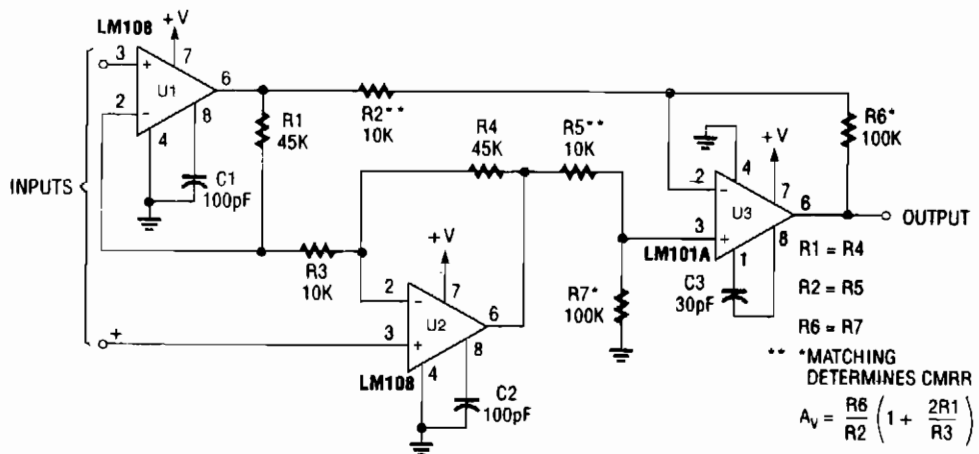 LM108
+V
3
7
+
U1
6
2
−
8
4
C1
100pF
R1
45K
R2**
10K
R4
45K
R5**
10K
R6*
100K
INPUTS
R3
10K
+V
2
−
7
U2
6
3
+
8
4
+
LM108
C2
100pF
R7*
100K
+V
4
2
−
7
U3
6
3
+
8
1
LM101A
C3
30pF
OUTPUT
R1 = R4
R2 = R5
R6 = R7
** *MATCHING
DETERMINES CMRR
AV = R6/R2 (1 + 2R1/R3)